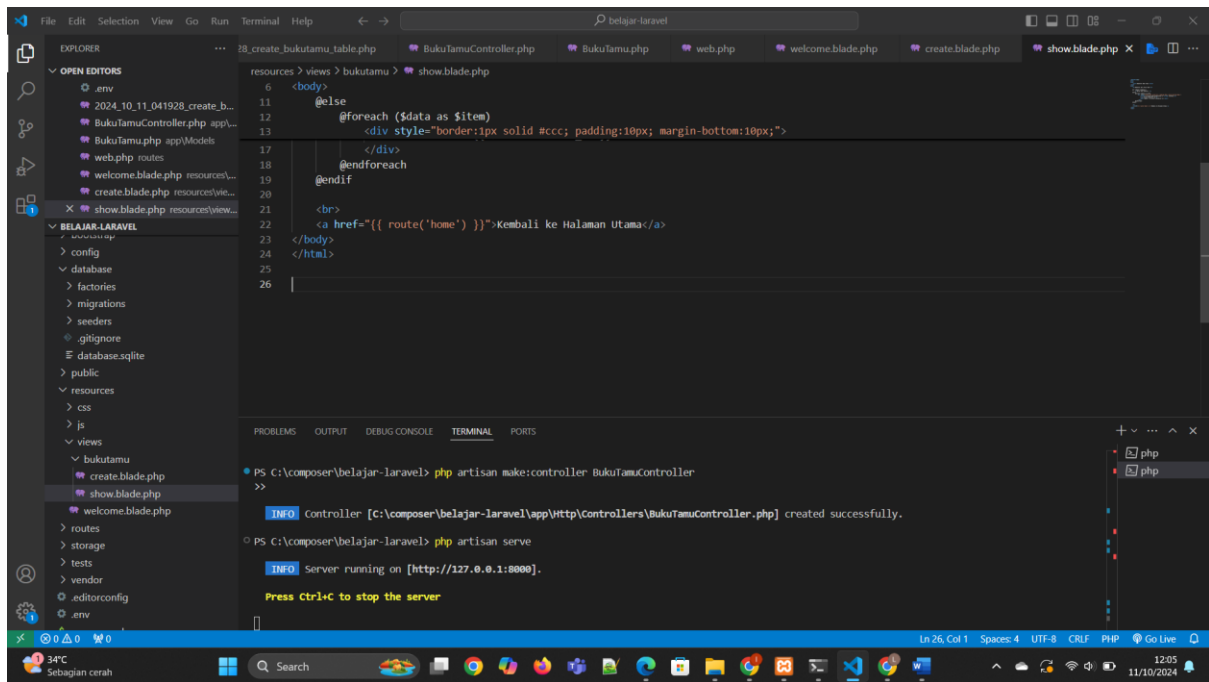 File Edit Selection View Go Run Terminal Help
belajar-laravel
EXPLORER
28_create_bukutamu_table.php BukuTamuController.php BukuTamu.php web.php welcome.blade.php create.blade.php show.blade.php
OPEN EDITORS
.env
2024_10_11_041928_create_b...
BukuTamuController.php app\...
BukuTamu.php app\Models
web.php routes
welcome.blade.php resources\...
create.blade.php resources\vie...
show.blade.php resources\view...
BELAJAR-LARAVEL
bootstrap
config
database
factories
migrations
seeders
.gitignore
database.sqlite
public
resources
css
js
views
bukutamu
create.blade.php
show.blade.php
welcome.blade.php
routes
storage
tests
vendor
.editorconfig
.env
resources > views > bukutamu > show.blade.php
6 <body>
11 @else
12 @foreach ($data as $item)
13 <div style="border:1px solid #ccc; padding:10px; margin-bottom:10px;">
17 </div>
18 @endforeach
19 @endif
20
21 <br>
22 <a href="{{ route('home') }}">Kembali ke Halaman Utama</a>
23 </body>
24 </html>
25
26
PROBLEMS OUTPUT DEBUG CONSOLE TERMINAL PORTS
PS C:\composer\belajar-laravel> php artisan make:controller BukuTamuController
>>
INFO Controller [C:\composer\belajar-laravel\app\Http\Controllers\BukuTamuController.php] created successfully.
PS C:\composer\belajar-laravel> php artisan serve
INFO Server running on [http://127.0.0.1:8000].
Press Ctrl+C to stop the server
php
php
0 0 0 Ln 26, Col 1 Spaces: 4 UTF-8 CRLF PHP Go Live
34°C
Sebagian cerah
Search
12:05
11/10/2024